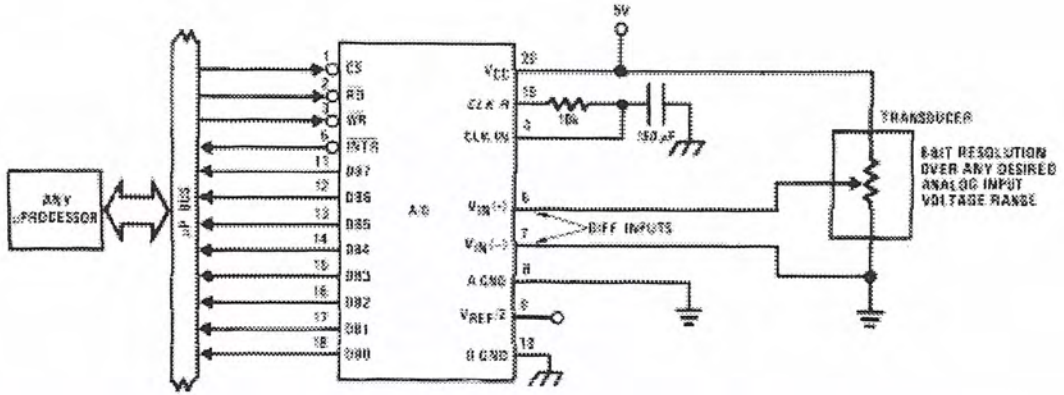 5V
1
CS
2
RD
3
WR
5
INTR
11
DB7
12
DB6
13
DB5
14
DB4
15
DB3
16
DB2
17
DB1
18
DB0
ANY
μPROCESSOR
μP BUS
A/D
VCC
20
CLK R
19
10k
150 pF
CLK IN
4
VIN(+)
6
DIFF INPUTS
VIN(−)
7
A GND
8
VREF/2
9
D GND
10
TRANSDUCER
8-BIT RESOLUTION
OVER ANY DESIRED
ANALOG INPUT
VOLTAGE RANGE